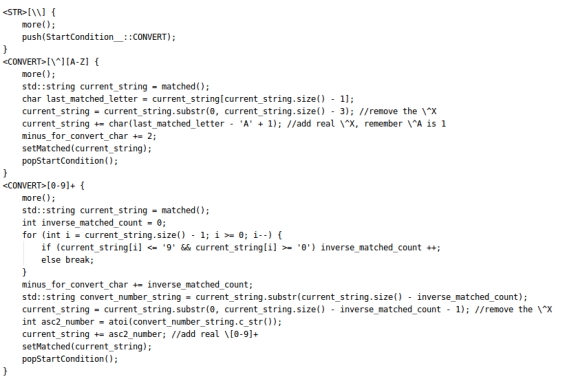 <STR>[\\] {
    more();
    push(StartCondition__::CONVERT);
}
<CONVERT>[\^][A-Z] {
    more();
    std::string current_string = matched();
    char last_matched_letter = current_string[current_string.size() - 1];
    current_string = current_string.substr(0, current_string.size() - 3); //remove the \^X
    current_string += char(last_matched_letter - 'A' + 1); //add real \^X, remember \^A is 1
    minus_for_convert_char += 2;
    setMatched(current_string);
    popStartCondition();
}
<CONVERT>[0-9]+ {
    more();
    std::string current_string = matched();
    int inverse_matched_count = 0;
    for (int i = current_string.size() - 1; i >= 0; i--) {
        if (current_string[i] <= '9' && current_string[i] >= '0') inverse_matched_count ++;
        else break;
    }
    minus_for_convert_char += inverse_matched_count;
    std::string convert_number_string = current_string.substr(current_string.size() - inverse_matched_count);
    current_string = current_string.substr(0, current_string.size() - inverse_matched_count - 1); //remove the \^X
    int asc2_number = atoi(convert_number_string.c_str());
    current_string += asc2_number; //add real \[0-9]+
    setMatched(current_string);
    popStartCondition();
}